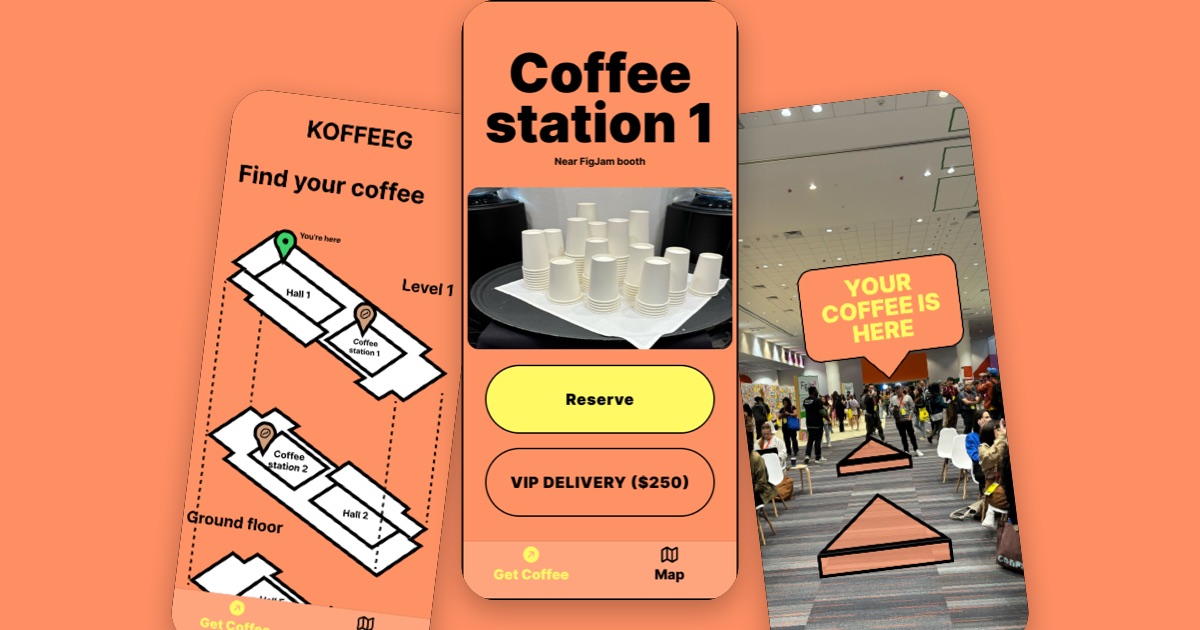 KOFFEEG
Find your coffee
You're here
Hall 1
Level 1
Coffee
station 1
Coffee
station 2
Hall 2
Ground floor
Get Coffee
Coffee
station 1
Near FigJam booth
Reserve
VIP DELIVERY ($250)
Get Coffee
Map
YOUR
COFFEE IS
HERE